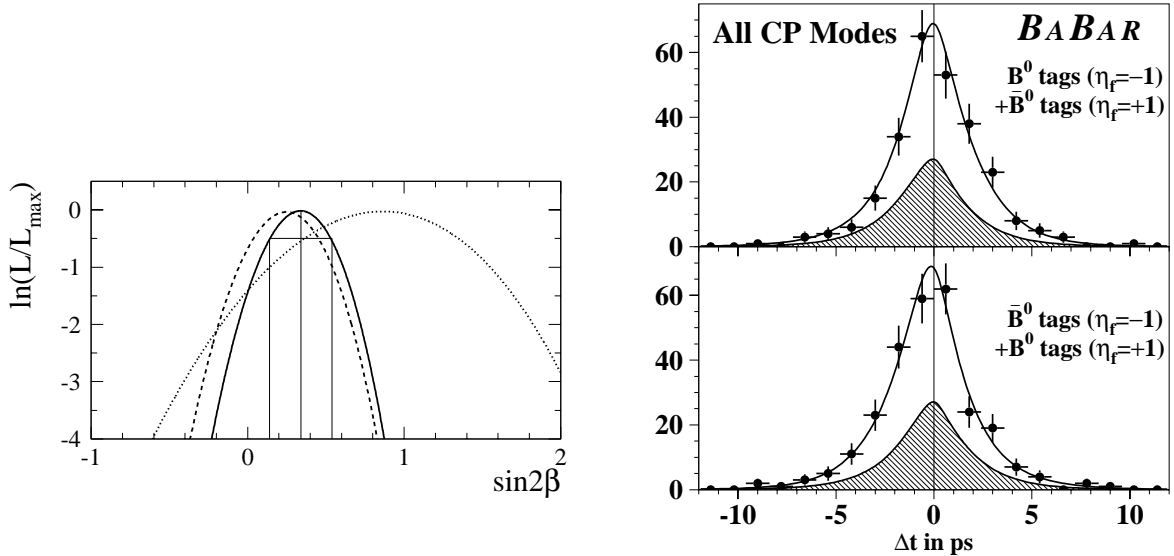 ln(L/L_max)
0
-1
-2
-3
-4
-1 0 1 2
sin2β
All CP Modes BABAR
B⁰ tags (η_f=−1)
+B̄⁰ tags (η_f=+1)
60
40
20
0
B̄⁰ tags (η_f=−1)
+B⁰ tags (η_f=+1)
60
40
20
0
-10 -5 0 5 10
Δt in ps